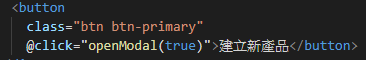 <button
class="btn btn-primary"
@click="openModal(true)">建立新產品</button>